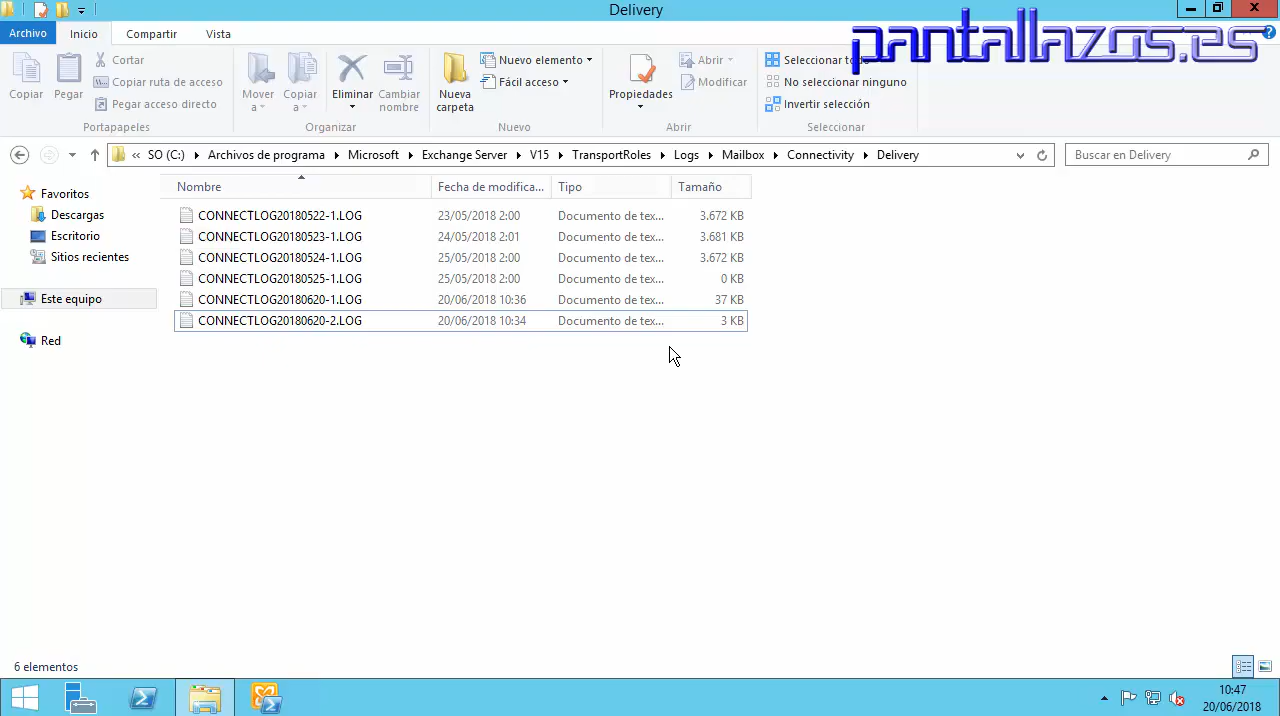 Delivery
Archivo Inicio Compartir Vista
pantallazos.es
Copiar
Pegar
Cortar
Copiar ruta de acceso
Pegar acceso directo
Portapapeles
Mover a
Copiar a
Eliminar
Cambiar nombre
Organizar
Nueva carpeta
Nuevo elemento
Fácil acceso
Nuevo
Propiedades
Abrir
Modificar
Abrir
Seleccionar todo
No seleccionar ninguno
Invertir selección
Seleccionar
« SO (C:) Archivos de programa Microsoft Exchange Server V15 TransportRoles Logs Mailbox Connectivity Delivery
Buscar en Delivery
Favoritos
Descargas
Escritorio
Sitios recientes
Este equipo
Red
Nombre Fecha de modifica... Tipo Tamaño
CONNECTLOG20180522-1.LOG 23/05/2018 2:00 Documento de tex... 3.672 KB
CONNECTLOG20180523-1.LOG 24/05/2018 2:01 Documento de tex... 3.681 KB
CONNECTLOG20180524-1.LOG 25/05/2018 2:00 Documento de tex... 3.672 KB
CONNECTLOG20180525-1.LOG 25/05/2018 2:00 Documento de tex... 0 KB
CONNECTLOG20180620-1.LOG 20/06/2018 10:36 Documento de tex... 37 KB
CONNECTLOG20180620-2.LOG 20/06/2018 10:34 Documento de tex... 3 KB
6 elementos
10:47
20/06/2018